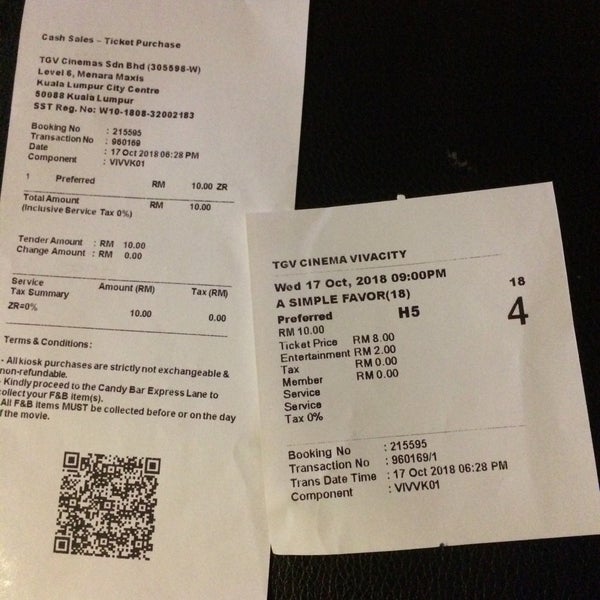 Cash Sales - Ticket Purchase
TGV Cinemas Sdn Bhd (305598-W)
Level 6, Menara Maxis
Kuala Lumpur City Centre
50088 Kuala Lumpur
SST Reg. No: W10-1808-32002183
Booking No : 215595
Transaction No : 960169
Date : 17 Oct 2018 06:28 PM
Component : VIVVK01
1 Preferred RM 10.00 ZR
Total Amount RM 10.00
(Inclusive Service Tax 0%)
Tender Amount : RM 10.00
Change Amount : RM 0.00
Service Amount (RM) Tax (RM)
Tax Summary
ZR=0% 10.00 0.00
Terms & Conditions:
- All kiosk purchases are strictly not exchangeable &
non-refundable.
- Kindly proceed to the Candy Bar Express Lane to
collect your F&B item(s).
- All F&B items MUST be collected before or on the day
of the movie.
TGV CINEMA VIVACITY
Wed 17 Oct, 2018 09:00PM
A SIMPLE FAVOR(18) 18
Preferred H5 4
RM 10.00
Ticket Price RM 8.00
Entertainment RM 2.00
Tax RM 0.00
Member RM 0.00
Service
Service
Tax 0%
Booking No : 215595
Transaction No : 960169/1
Trans Date Time : 17 Oct 2018 06:28 PM
Component : VIVVK01